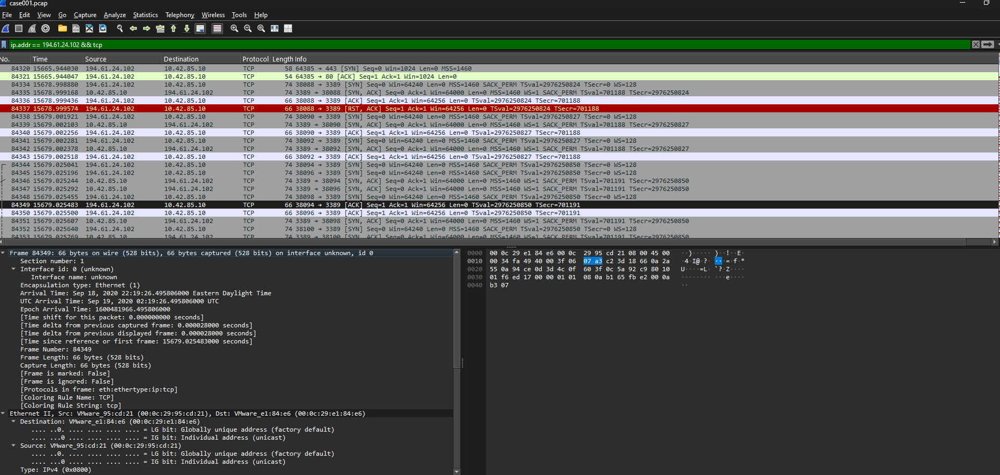 case001.pcap
File Edit View Go Capture Analyze Statistics Telephony Wireless Tools Help
ip.addr == 194.61.24.102 && tcp
No. Time Source Destination Protocol Length Info
84320 15665.944030 194.61.24.102 10.42.85.10 TCP 58 64385 → 443 [SYN] Seq=0 Win=1024 Len=0 MSS=1460
84321 15665.944047 194.61.24.102 10.42.85.10 TCP 54 64385 → 80 [ACK] Seq=1 Ack=1 Win=1024 Len=0
84334 15678.998880 194.61.24.102 10.42.85.10 TCP 74 38088 → 3389 [SYN] Seq=0 Win=64240 Len=0 MSS=1460 SACK_PERM TSval=2976250824 TSecr=0 WS=128
84335 15678.999168 10.42.85.10 194.61.24.102 TCP 74 3389 → 38088 [SYN, ACK] Seq=0 Ack=1 Win=64000 Len=0 MSS=1460 WS=1 SACK_PERM TSval=701188 TSecr=2976250824
84336 15678.999436 194.61.24.102 10.42.85.10 TCP 66 38088 → 3389 [ACK] Seq=1 Ack=1 Win=64256 Len=0 TSval=2976250824 TSecr=701188
84337 15678.999574 194.61.24.102 10.42.85.10 TCP 66 38088 → 3389 [RST, ACK] Seq=1 Ack=1 Win=64256 Len=0 TSval=2976250824 TSecr=701188
84338 15679.001921 194.61.24.102 10.42.85.10 TCP 74 38090 → 3389 [SYN] Seq=0 Win=64240 Len=0 MSS=1460 SACK_PERM TSval=2976250827 TSecr=0 WS=128
84339 15679.002103 10.42.85.10 194.61.24.102 TCP 74 3389 → 38090 [SYN, ACK] Seq=0 Ack=1 Win=64000 Len=0 MSS=1460 WS=1 SACK_PERM TSval=701188 TSecr=2976250827
84340 15679.002256 194.61.24.102 10.42.85.10 TCP 66 38090 → 3389 [ACK] Seq=1 Ack=1 Win=64256 Len=0 TSval=2976250827 TSecr=701188
84341 15679.002281 194.61.24.102 10.42.85.10 TCP 74 38092 → 3389 [SYN] Seq=0 Win=64240 Len=0 MSS=1460 SACK_PERM TSval=2976250827 TSecr=0 WS=128
84342 15679.002378 10.42.85.10 194.61.24.102 TCP 74 3389 → 38092 [SYN, ACK] Seq=0 Ack=1 Win=64000 Len=0 MSS=1460 WS=1 SACK_PERM TSval=701188 TSecr=2976250827
84343 15679.002518 194.61.24.102 10.42.85.10 TCP 66 38092 → 3389 [ACK] Seq=1 Ack=1 Win=64256 Len=0 TSval=2976250827 TSecr=701188
84344 15679.025041 194.61.24.102 10.42.85.10 TCP 74 38094 → 3389 [SYN] Seq=0 Win=64240 Len=0 MSS=1460 SACK_PERM TSval=2976250850 TSecr=0 WS=128
84345 15679.025196 194.61.24.102 10.42.85.10 TCP 74 38096 → 3389 [SYN] Seq=0 Win=64240 Len=0 MSS=1460 SACK_PERM TSval=2976250850 TSecr=0 WS=128
84346 15679.025244 10.42.85.10 194.61.24.102 TCP 74 3389 → 38094 [SYN, ACK] Seq=0 Ack=1 Win=64000 Len=0 MSS=1460 WS=1 SACK_PERM TSval=701191 TSecr=2976250850
84347 15679.025292 10.42.85.10 194.61.24.102 TCP 74 3389 → 38096 [SYN, ACK] Seq=0 Ack=1 Win=64000 Len=0 MSS=1460 WS=1 SACK_PERM TSval=701191 TSecr=2976250850
84348 15679.025455 194.61.24.102 10.42.85.10 TCP 74 38098 → 3389 [SYN] Seq=0 Win=64240 Len=0 MSS=1460 SACK_PERM TSval=2976250850 TSecr=0 WS=128
84349 15679.025483 194.61.24.102 10.42.85.10 TCP 66 38094 → 3389 [ACK] Seq=1 Ack=1 Win=64256 Len=0 TSval=2976250850 TSecr=701191
84350 15679.025500 194.61.24.102 10.42.85.10 TCP 66 38096 → 3389 [ACK] Seq=1 Ack=1 Win=64256 Len=0 TSval=2976250850 TSecr=701191
84351 15679.025607 10.42.85.10 194.61.24.102 TCP 74 3389 → 38098 [SYN, ACK] Seq=0 Ack=1 Win=64000 Len=0 MSS=1460 WS=1 SACK_PERM TSval=701191 TSecr=2976250850
84352 15679.025640 194.61.24.102 10.42.85.10 TCP 74 38100 → 3389 [SYN] Seq=0 Win=64240 Len=0 MSS=1460 SACK_PERM TSval=2976250850 TSecr=0 WS=128
84353 15679.025769 10.42.85.10 194.61.24.102 TCP 74 3389 → 38100 [SYN, ACK] Seq=0 Ack=1 Win=64000 Len=0 MSS=1460 WS=1 SACK_PERM TSval=701191 TSecr=2976250850
Frame 84349: 66 bytes on wire (528 bits), 66 bytes captured (528 bits) on interface unknown, id 0
Section number: 1
Interface id: 0 (unknown)
Interface name: unknown
Encapsulation type: Ethernet (1)
Arrival Time: Sep 18, 2020 22:19:26.495806000 Eastern Daylight Time
UTC Arrival Time: Sep 19, 2020 02:19:26.495806000 UTC
Epoch Arrival Time: 1600481966.495806000
[Time shift for this packet: 0.000000000 seconds]
[Time delta from previous captured frame: 0.000028000 seconds]
[Time delta from previous displayed frame: 0.000028000 seconds]
[Time since reference or first frame: 15679.025483000 seconds]
Frame Number: 84349
Frame Length: 66 bytes (528 bits)
Capture Length: 66 bytes (528 bits)
[Frame is marked: False]
[Frame is ignored: False]
[Protocols in frame: eth:ethertype:ip:tcp]
[Coloring Rule Name: TCP]
[Coloring Rule String: tcp]
Ethernet II, Src: VMware_95:cd:21 (00:0c:29:95:cd:21), Dst: VMware_e1:84:e6 (00:0c:29:e1:84:e6)
Destination: VMware_e1:84:e6 (00:0c:29:e1:84:e6)
.... ..0. .... .... .... .... = LG bit: Globally unique address (factory default)
.... ...0 .... .... .... .... = IG bit: Individual address (unicast)
Source: VMware_95:cd:21 (00:0c:29:95:cd:21)
.... ..0. .... .... .... .... = LG bit: Globally unique address (factory default)
.... ...0 .... .... .... .... = IG bit: Individual address (unicast)
Type: IPv4 (0x0800)
0000 00 0c 29 e1 84 e6 00 0c 29 95 cd 21 08 00 45 00 ··)····· )··!··E·
0010 00 34 fa 49 40 00 3f 06 07 a3 c2 3d 18 66 0a 2a ·4·I@·?· ···=·f·*
0020 55 0a 94 ce 0d 3d 4c 0f 60 3f 0c 5a 92 c9 80 10 U····=L· `?·Z····
0030 01 f6 ed 17 00 00 01 01 08 0a b1 65 fb e2 00 0a ········ ···e····
0040 b3 07 ··